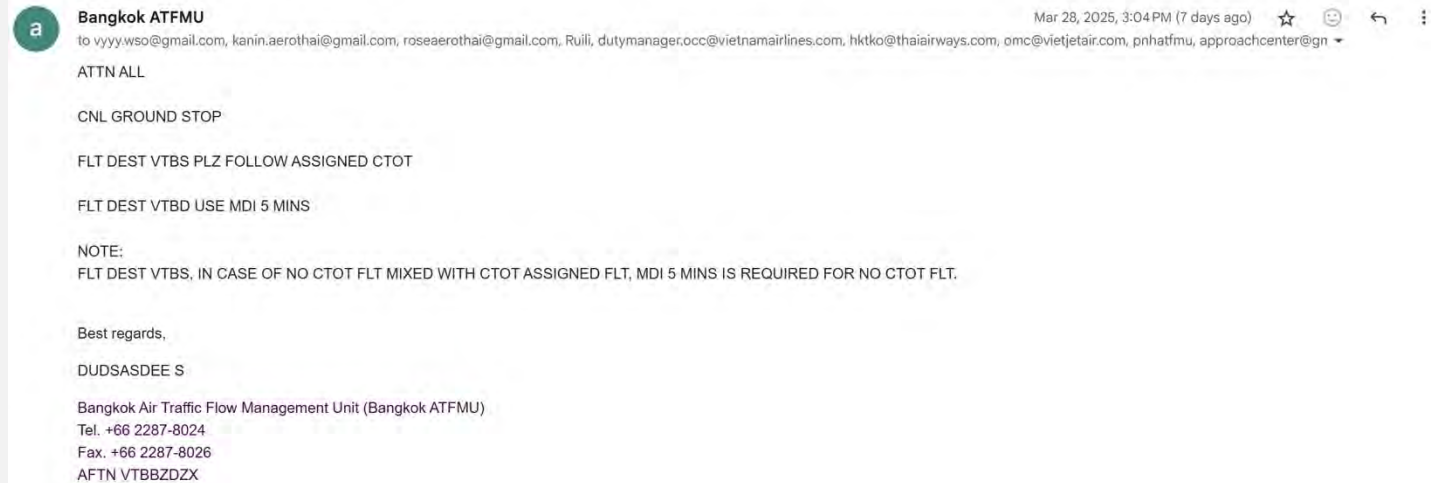 a
Bangkok ATFMU
Mar 28, 2025, 3:04 PM (7 days ago)
to vyyy.wso@gmail.com, kanin.aerothai@gmail.com, roseaerothai@gmail.com, Ruili, dutymanager.occ@vietnamairlines.com, hktko@thaiairways.com, omc@vietjetair.com, pnhatfmu, approachcenter@gn
ATTN ALL
CNL GROUND STOP
FLT DEST VTBS PLZ FOLLOW ASSIGNED CTOT
FLT DEST VTBD USE MDI 5 MINS
NOTE:
FLT DEST VTBS, IN CASE OF NO CTOT FLT MIXED WITH CTOT ASSIGNED FLT, MDI 5 MINS IS REQUIRED FOR NO CTOT FLT.
Best regards,
DUDSASDEE S
Bangkok Air Traffic Flow Management Unit (Bangkok ATFMU)
Tel. +66 2287-8024
Fax. +66 2287-8026
AFTN VTBBZDZX